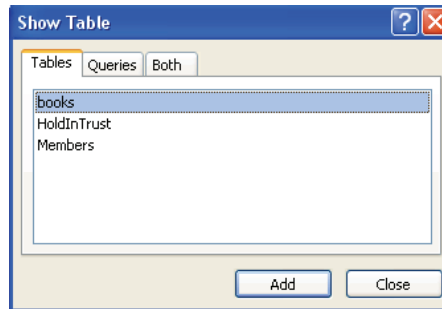 Show Table
Tables Queries Both
books
HoldInTrust
Members
Add Close